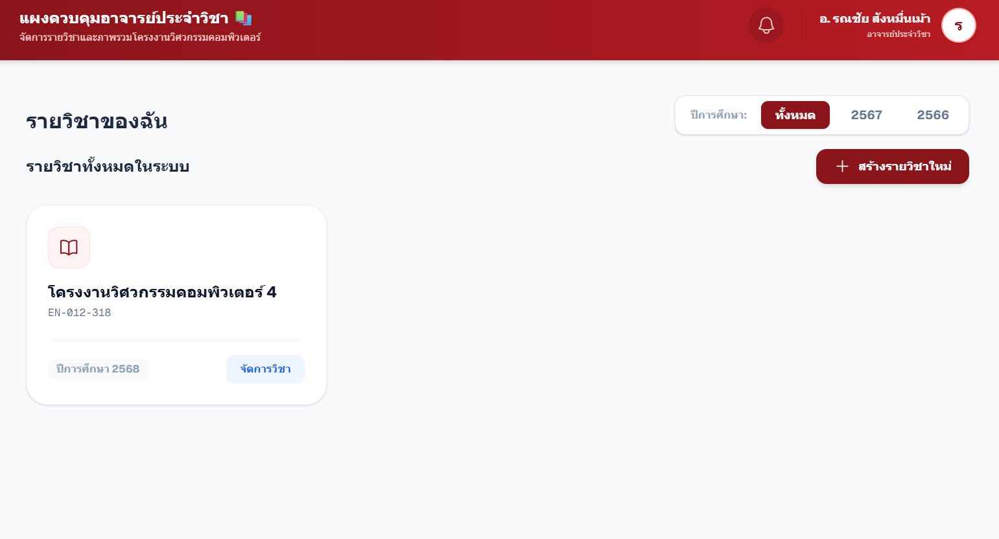 แผงควบคุมอาจารย์ประจำวิชา
จัดการรายวิชาและภาพรวมโครงงานวิศวกรรมคอมพิวเตอร์
อ. รณชัย สังหมื่นเม้า
อาจารย์ประจำวิชา
ร
รายวิชาของฉัน
ปีการศึกษา: ทั้งหมด 2567 2566
รายวิชาทั้งหมดในระบบ
สร้างรายวิชาใหม่
โครงงานวิศวกรรมคอมพิวเตอร์ 4
EN-012-318
ปีการศึกษา 2568
จัดการวิชา